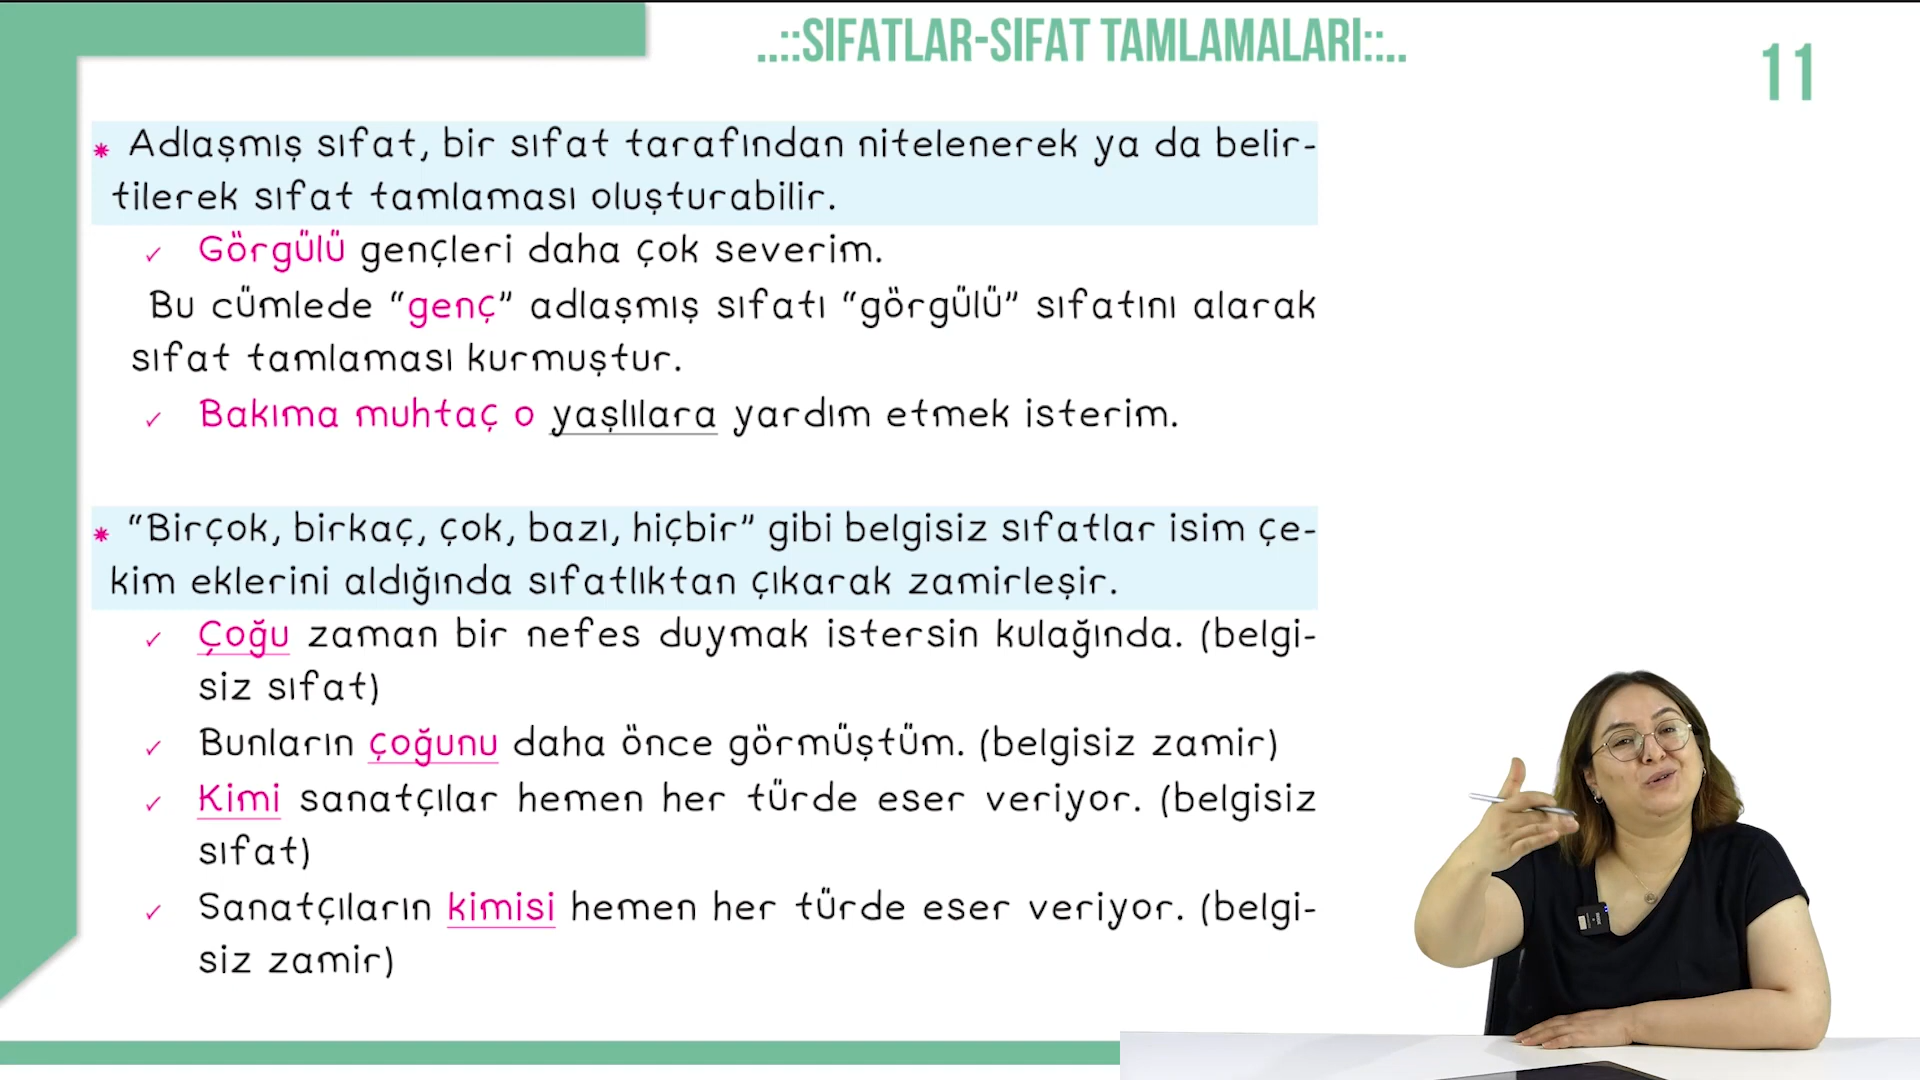 ..::SIFATLAR-SIFAT TAMLAMALARI::..
11
* Adlaşmış sıfat, bir sıfat tarafından nitelenerek ya da belir-
tilerek sıfat tamlaması oluşturabilir.
✓ Görgülü gençleri daha çok severim.
Bu cümlede “genç” adlaşmış sıfatı “görgülü” sıfatını alarak
sıfat tamlaması kurmuştur.
✓ Bakıma muhtaç o yaşlılara yardım etmek isterim.
* “Birçok, birkaç, çok, bazı, hiçbir” gibi belgisiz sıfatlar isim çe-
kim eklerini aldığında sıfatlıktan çıkarak zamirleşir.
✓ Çoğu zaman bir nefes duymak istersin kulağında. (belgi-
siz sıfat)
✓ Bunların çoğunu daha önce görmüştüm. (belgisiz zamir)
✓ Kimi sanatçılar hemen her türde eser veriyor. (belgisiz
sıfat)
✓ Sanatçıların kimisi hemen her türde eser veriyor. (belgi-
siz zamir)